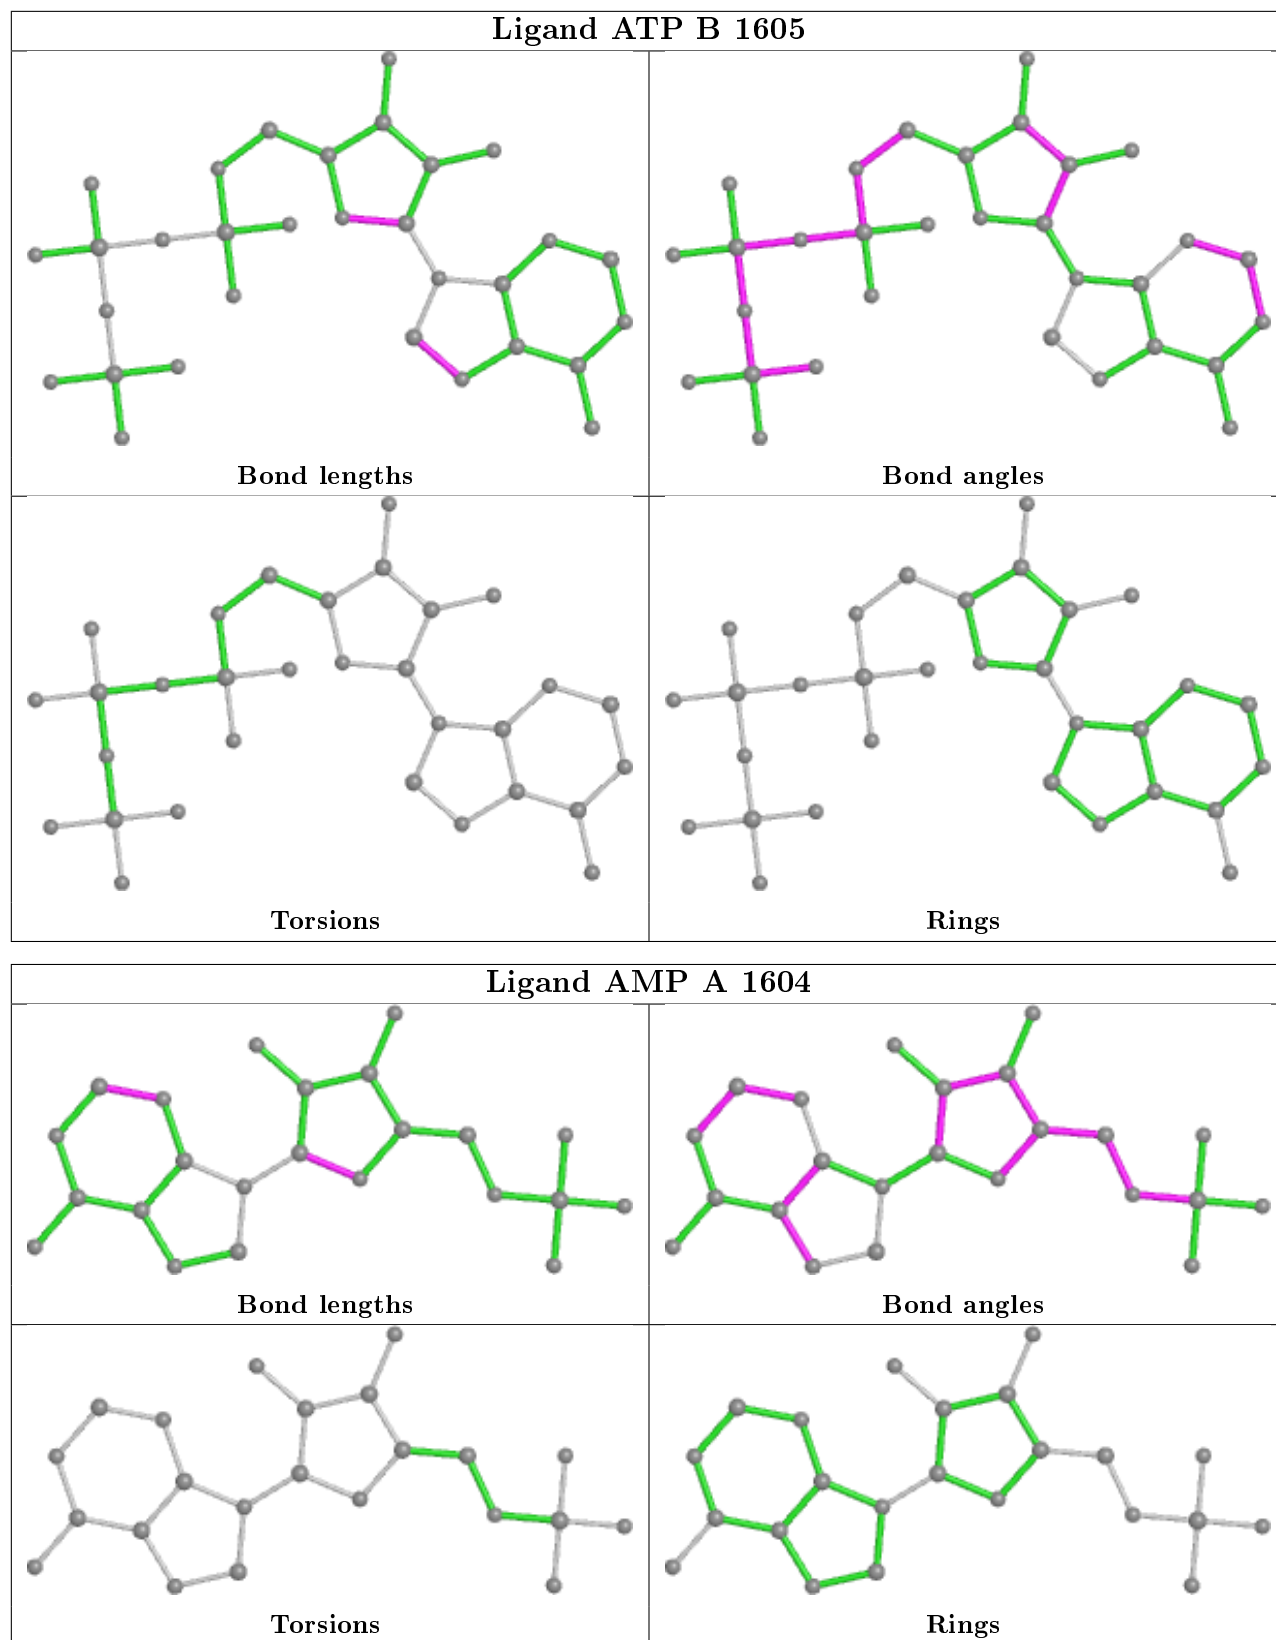 Ligand ATP B 1605
Bond lengths
Bond angles
Torsions
Rings
Ligand AMP A 1604
Bond lengths
Bond angles
Torsions
Rings